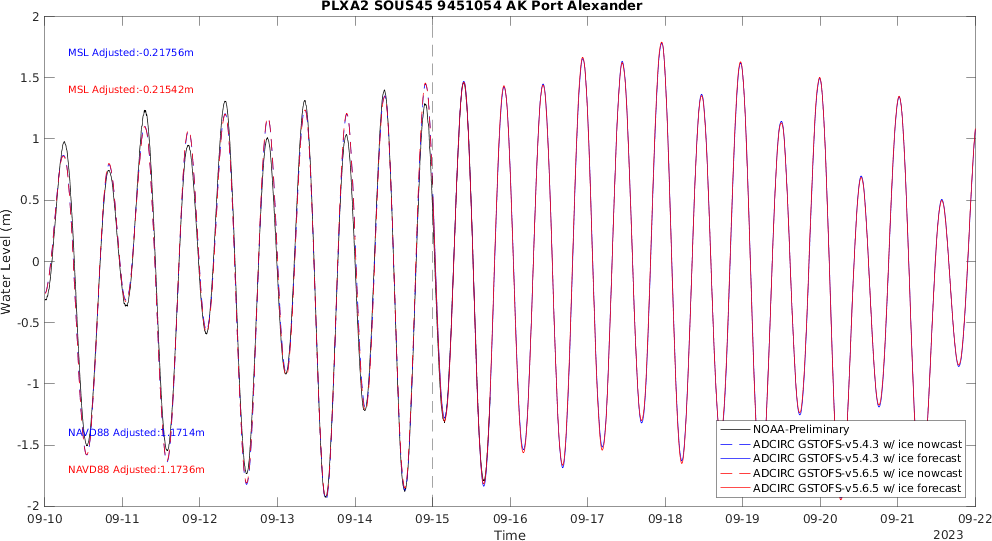 PLXA2 SOUS45 9451054 AK Port Alexander
2
1.5
1
0.5
0
-0.5
-1
-1.5
-2
Water Level (m)
MSL Adjusted:-0.21756m
MSL Adjusted:-0.21542m
NAVD88 Adjusted:1.1714m
NAVD88 Adjusted:1.1736m
NOAA-Preliminary
ADCIRC GSTOFS-v5.4.3 w/ ice nowcast
ADCIRC GSTOFS-v5.4.3 w/ ice forecast
ADCIRC GSTOFS-v5.6.5 w/ ice nowcast
ADCIRC GSTOFS-v5.6.5 w/ ice forecast
09-10 09-11 09-12 09-13 09-14 09-15 09-16 09-17 09-18 09-19 09-20 09-21 09-22
Time
2023